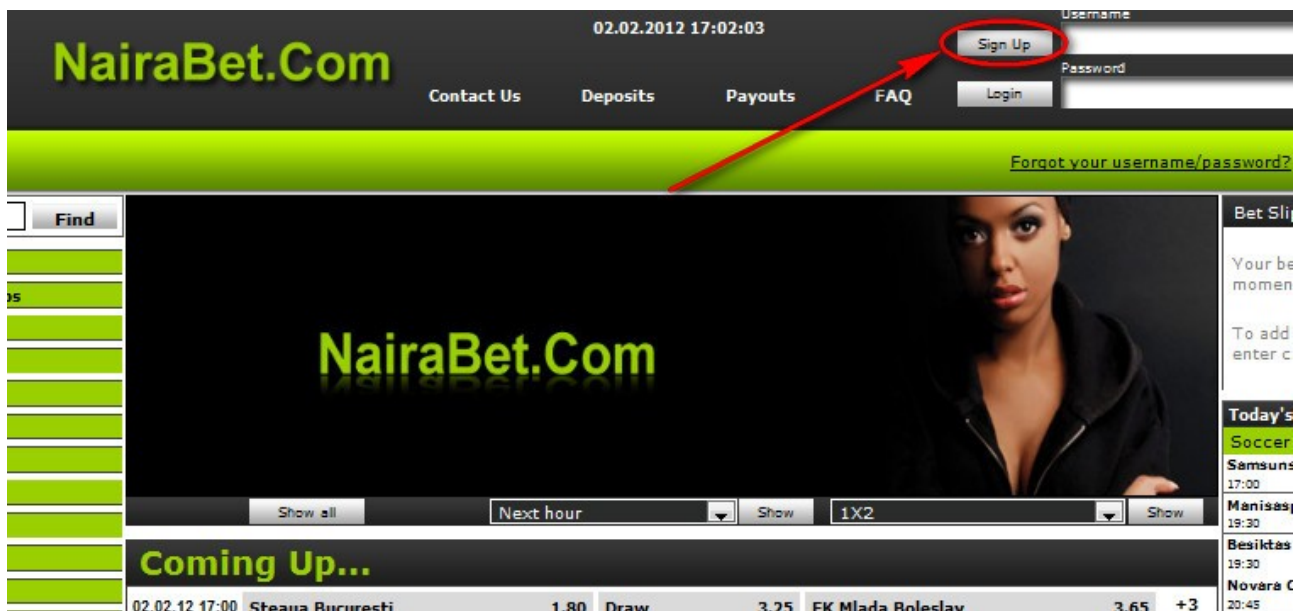 02.02.2012 17:02:03
Username
Sign Up
NairaBet.Com
Password
Contact Us Deposits Payouts FAQ Login
Forgot your username/password?
Find
Bet Sli
Your be
momen
To add
enter c
NairaBet.Com
Today's
Soccer
Samsuns
17:00
Manisasp
19:30
Besiktas
19:30
Novara C
20:45
Show all Next hour Show 1X2 Show
Coming Up...
02.02.12 17:00 Steaua Bucuresti 1.80 Draw 3.25 FK Mlada Boleslav 3.65 +3